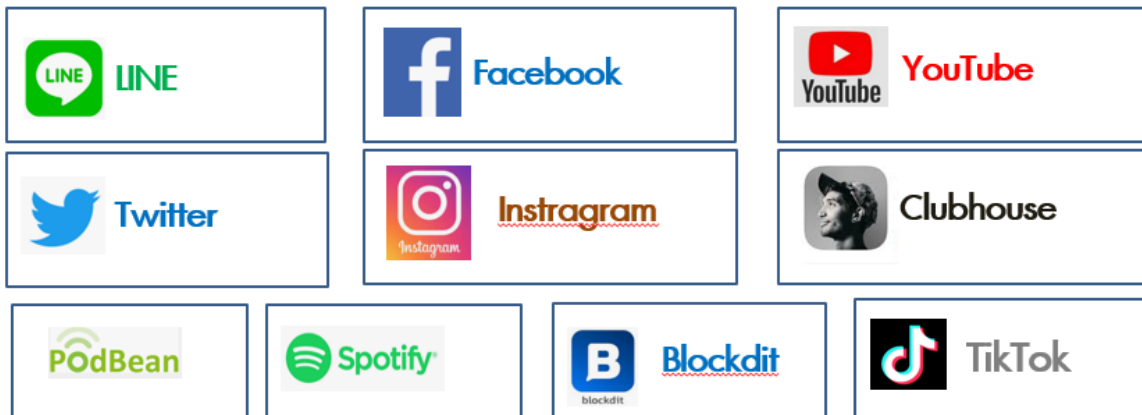 LINE LINE
Facebook
YouTube YouTube
Twitter
Instagram Instragram
Clubhouse
PodBean
Spotify
B blockdit Blockdit
TikTok